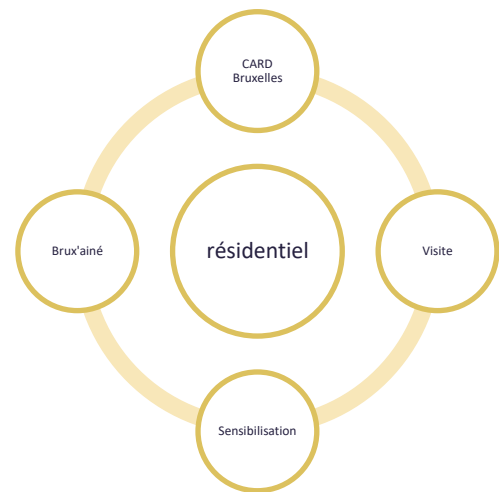 CARD
Bruxelles
Brux'ainé
résidentiel
Visite
Sensibilisation